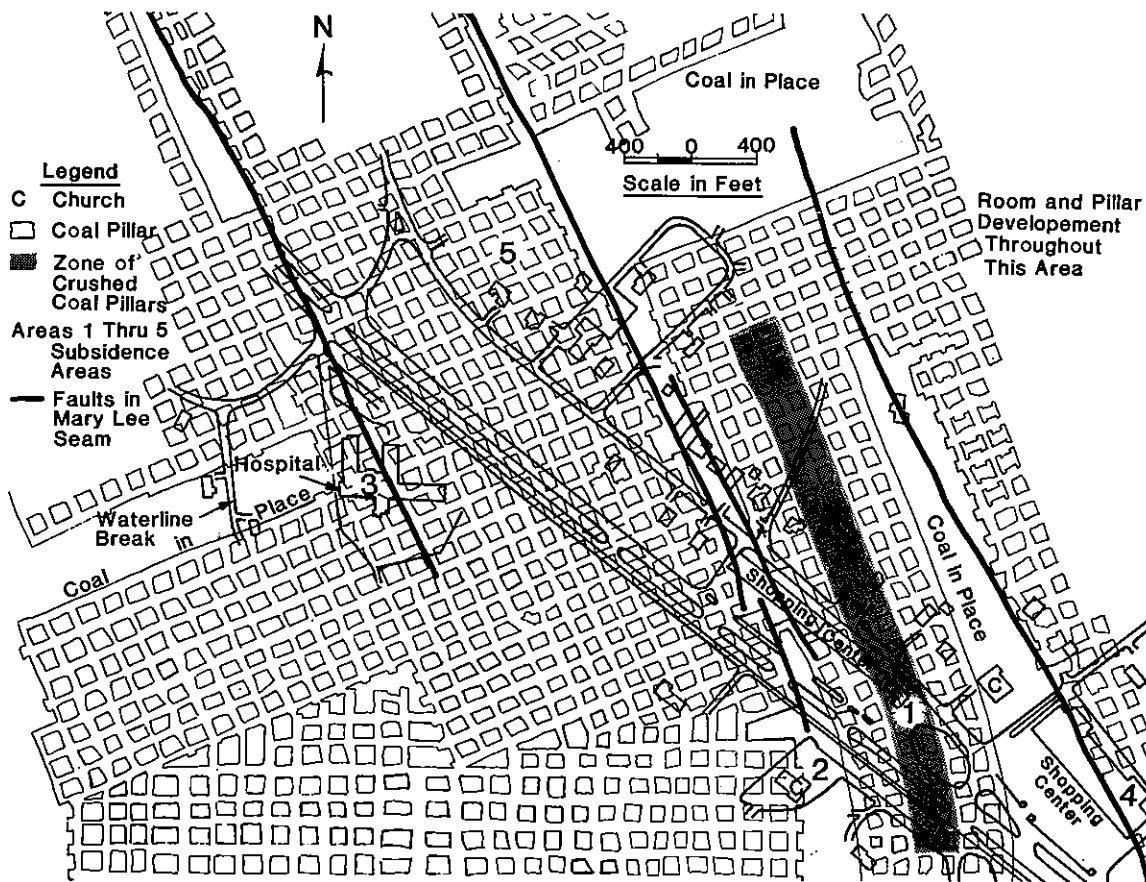 N
Coal in Place
400 0 400
Scale in Feet
Legend
C Church
Coal Pillar
Zone of
Crushed
Coal Pillars
Areas 1 Thru 5
Subsidence
Areas
Faults in
Mary Lee
Seam
Room and Pillar
Developement
Throughout
This Area
5
Hospital
3
Waterline
Break
Coal in Place
Coal in Place
Shopping Center
C
1
2
C
Shopping
Center
4